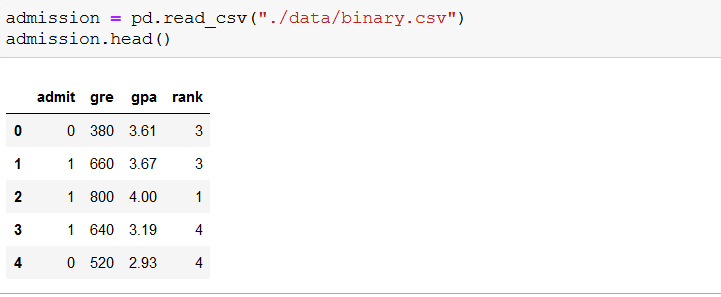 admission = pd.read_csv("./data/binary.csv")
admission.head()
admit gre gpa rank
0 0 380 3.61 3
1 1 660 3.67 3
2 1 800 4.00 1
3 1 640 3.19 4
4 0 520 2.93 4